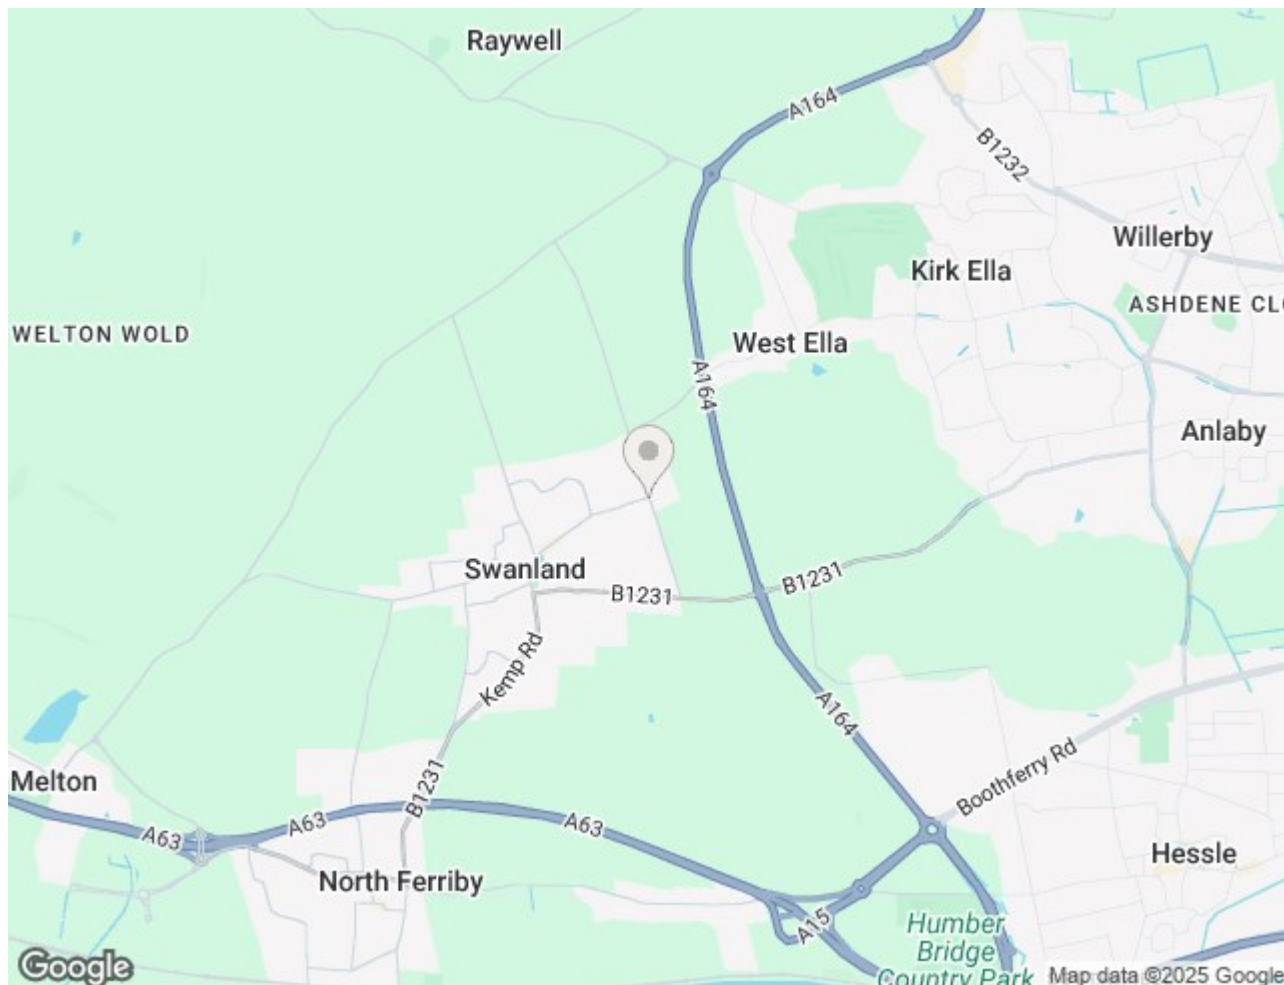 Raywell
A164
B1232
Willerby
Kirk Ella
ASHDENE CLO
WELTON WOLD
West Ella
A164
Anlaby
Swanland
B1231
B1231
Kemp Rd
A164
Boothferry Rd
Melton
B1231
A63
A63
A63
Hessle
North Ferriby
A15
Humber
Bridge
Country Park
Google
Map data ©2025 Google